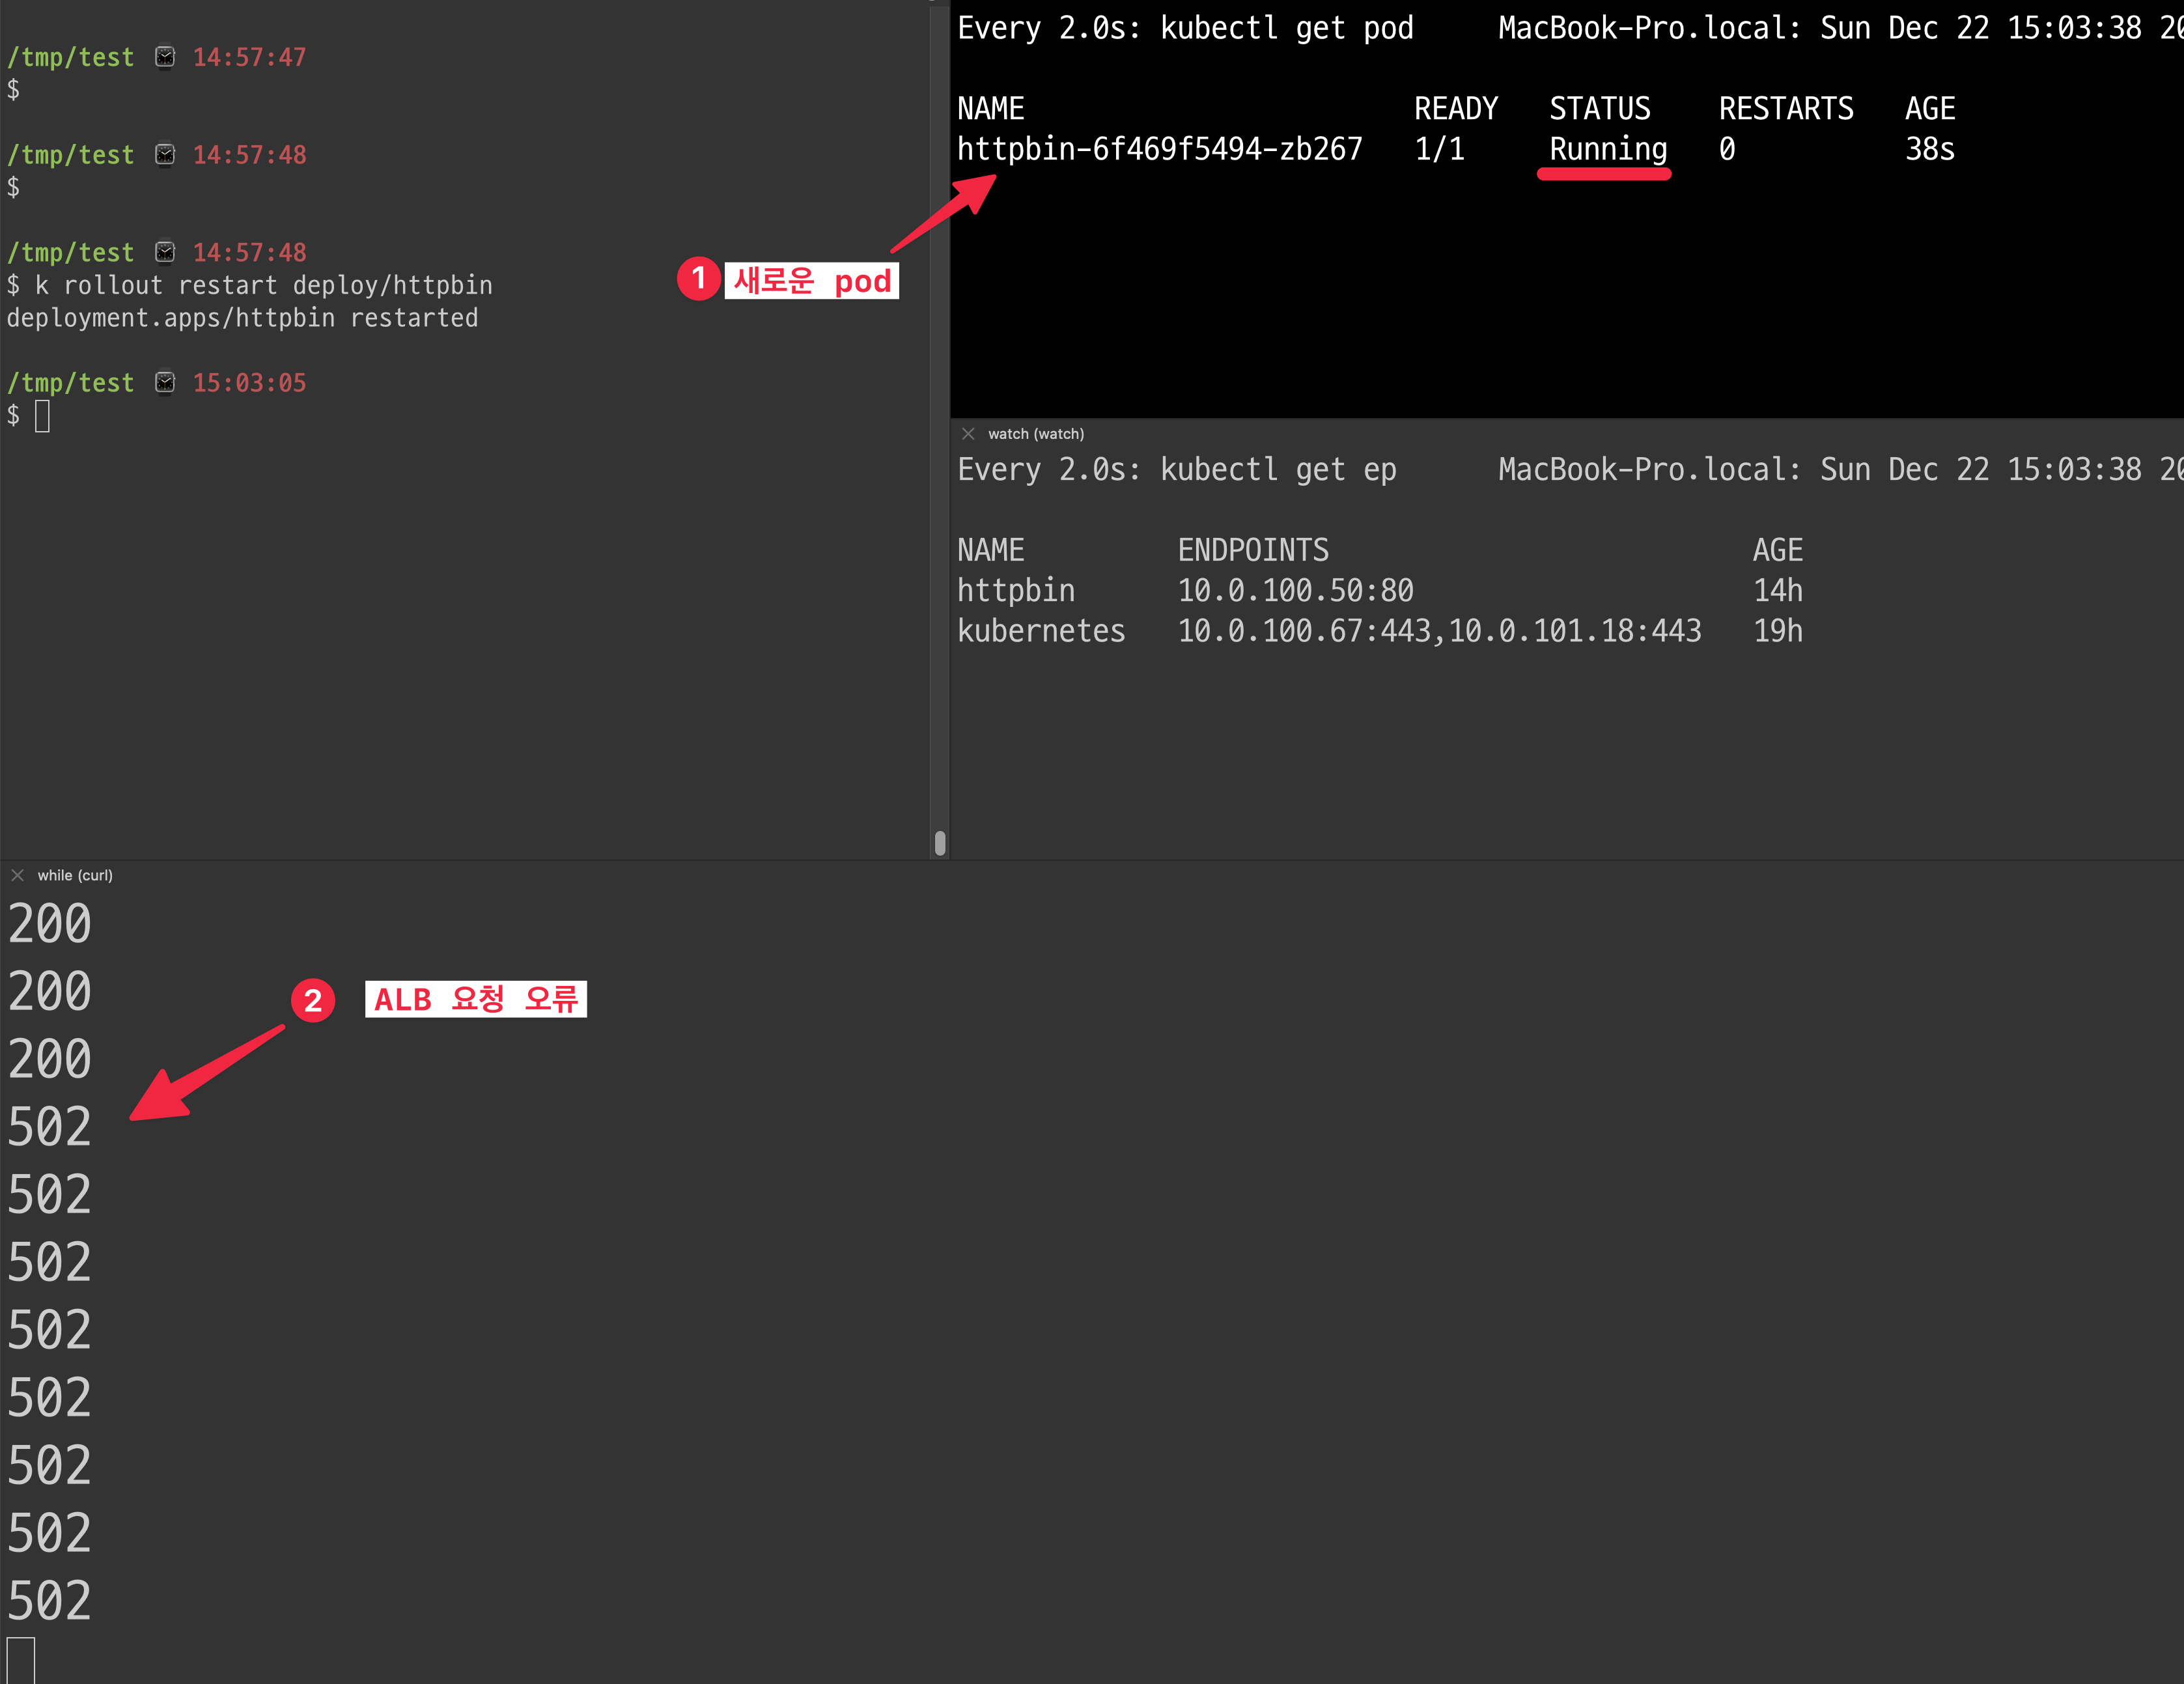 /tmp/test ⌚ 14:57:47
$
/tmp/test ⌚ 14:57:48
$
/tmp/test ⌚ 14:57:48
$ k rollout restart deploy/httpbin
deployment.apps/httpbin restarted
/tmp/test ⌚ 15:03:05
$
1 새로운 pod
Every 2.0s: kubectl get pod MacBook-Pro.local: Sun Dec 22 15:03:38
NAME READY STATUS RESTARTS AGE
httpbin-6f469f5494-zb267 1/1 Running 0 38s
watch (watch)
Every 2.0s: kubectl get ep MacBook-Pro.local: Sun Dec 22 15:03:38
NAME ENDPOINTS AGE
httpbin 10.0.100.50:80 14h
kubernetes 10.0.100.67:443,10.0.101.18:443 19h
while (curl)
200
200
2 ALB 요청 오류
200
502
502
502
502
502
502
502
502